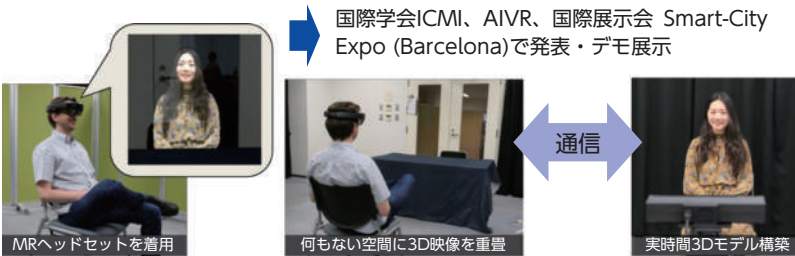 国際学会ICMI、AIVR、国際展示会 Smart-City
Expo (Barcelona)で発表・デモ展示
通信
MRヘッドセットを着用
何もない空間に3D映像を重畳
実時間3Dモデル構築